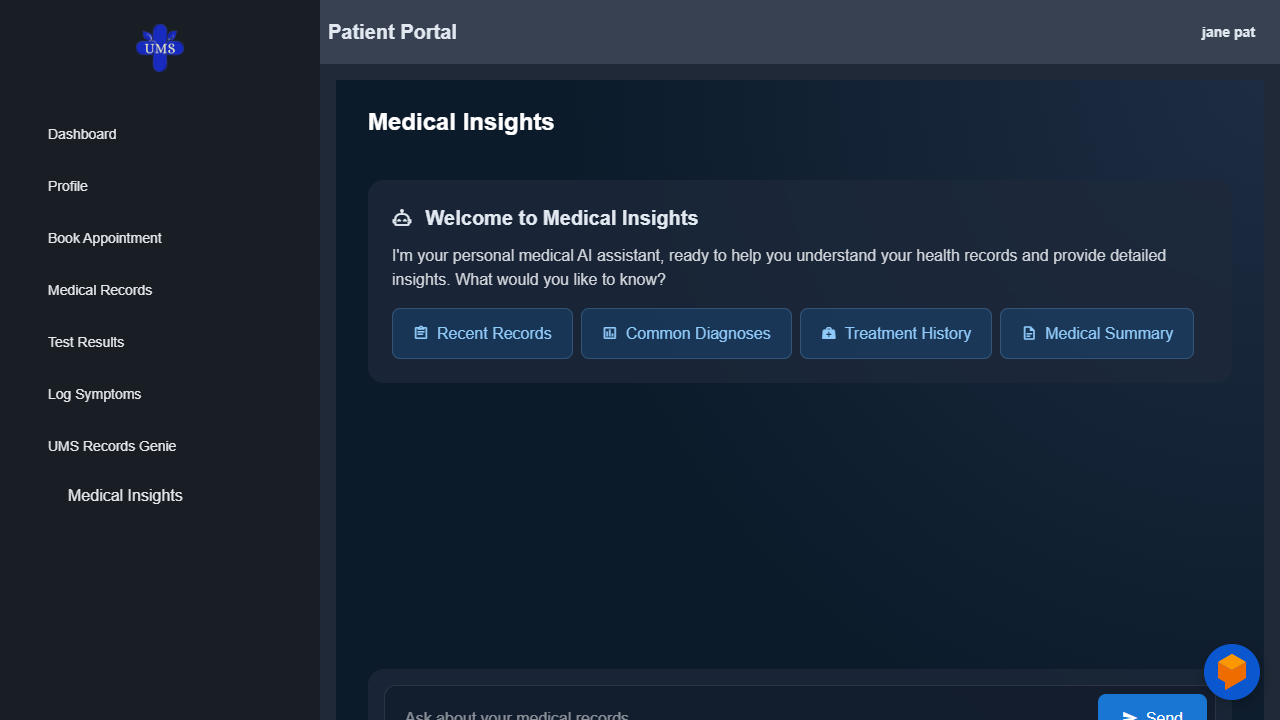 UMS
Patient Portal
jane pat
Dashboard
Profile
Book Appointment
Medical Records
Test Results
Log Symptoms
UMS Records Genie
Medical Insights
Medical Insights
Welcome to Medical Insights
I'm your personal medical AI assistant, ready to help you understand your health records and provide detailed
insights. What would you like to know?
Recent Records
Common Diagnoses
Treatment History
Medical Summary
Ask about your medical records
Send